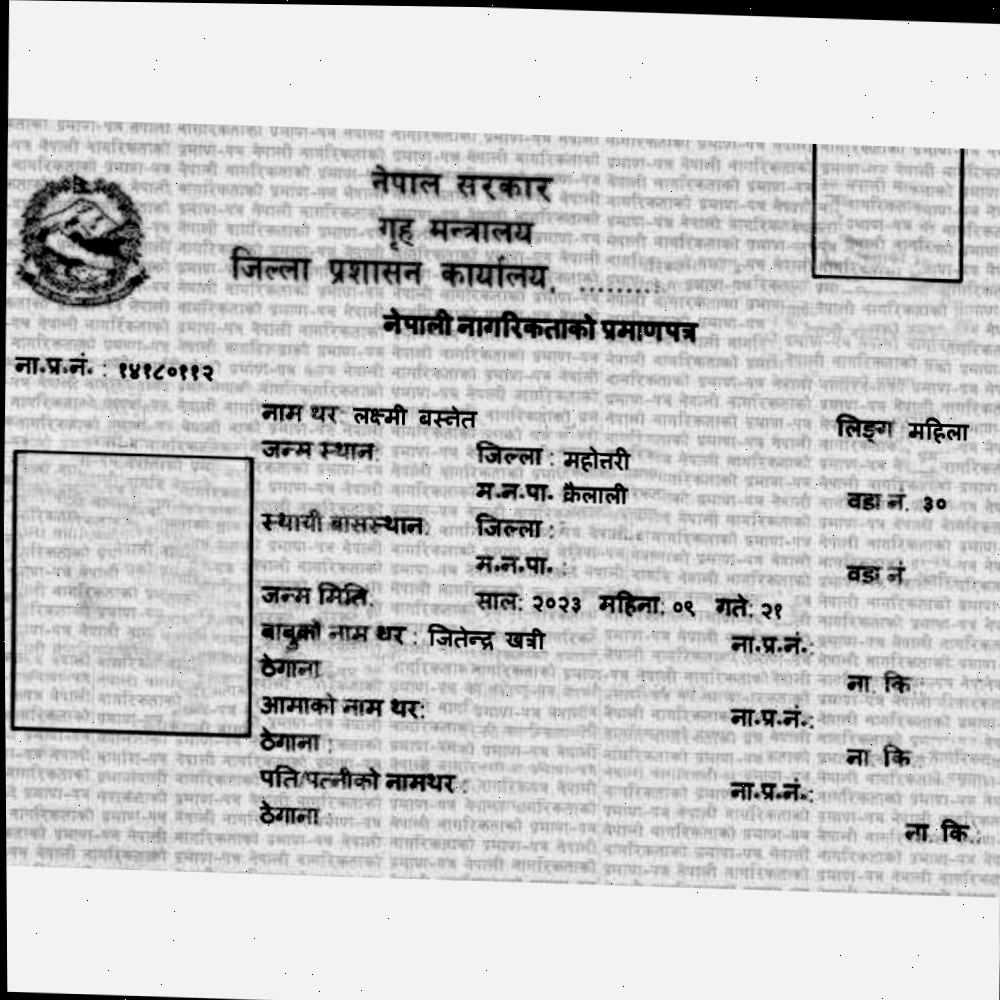 नेपाल सरकार
गृह मन्त्रालय
जिल्ला प्रशासन कार्यालय, ..........
नेपाली नागरिकताको प्रमाणपत्र
ना.प्र.नं. : १४१८०११२
नाम थर: लक्ष्मी बस्नेत लिङ्ग महिला
जन्म स्थान: जिल्ला : महोत्तरी
म.न.पा. कैलाली वडा नं. ३०
स्थायी बासस्थान: जिल्ला :
म.न.पा. : वडा नं
जन्म मिति: साल: २०२३ महिना: ०९ गते: २१
बाबुको नाम थर : जितेन्द्र खत्री ना.प्र.नं.:
ठेगाना ना. कि.:
आमाको नाम थर: ना.प्र.नं.:
ठेगाना : ना. कि.
पति/पत्नीको नामथर : ना.प्र.नं.:
ठेगाना : ना. कि.: